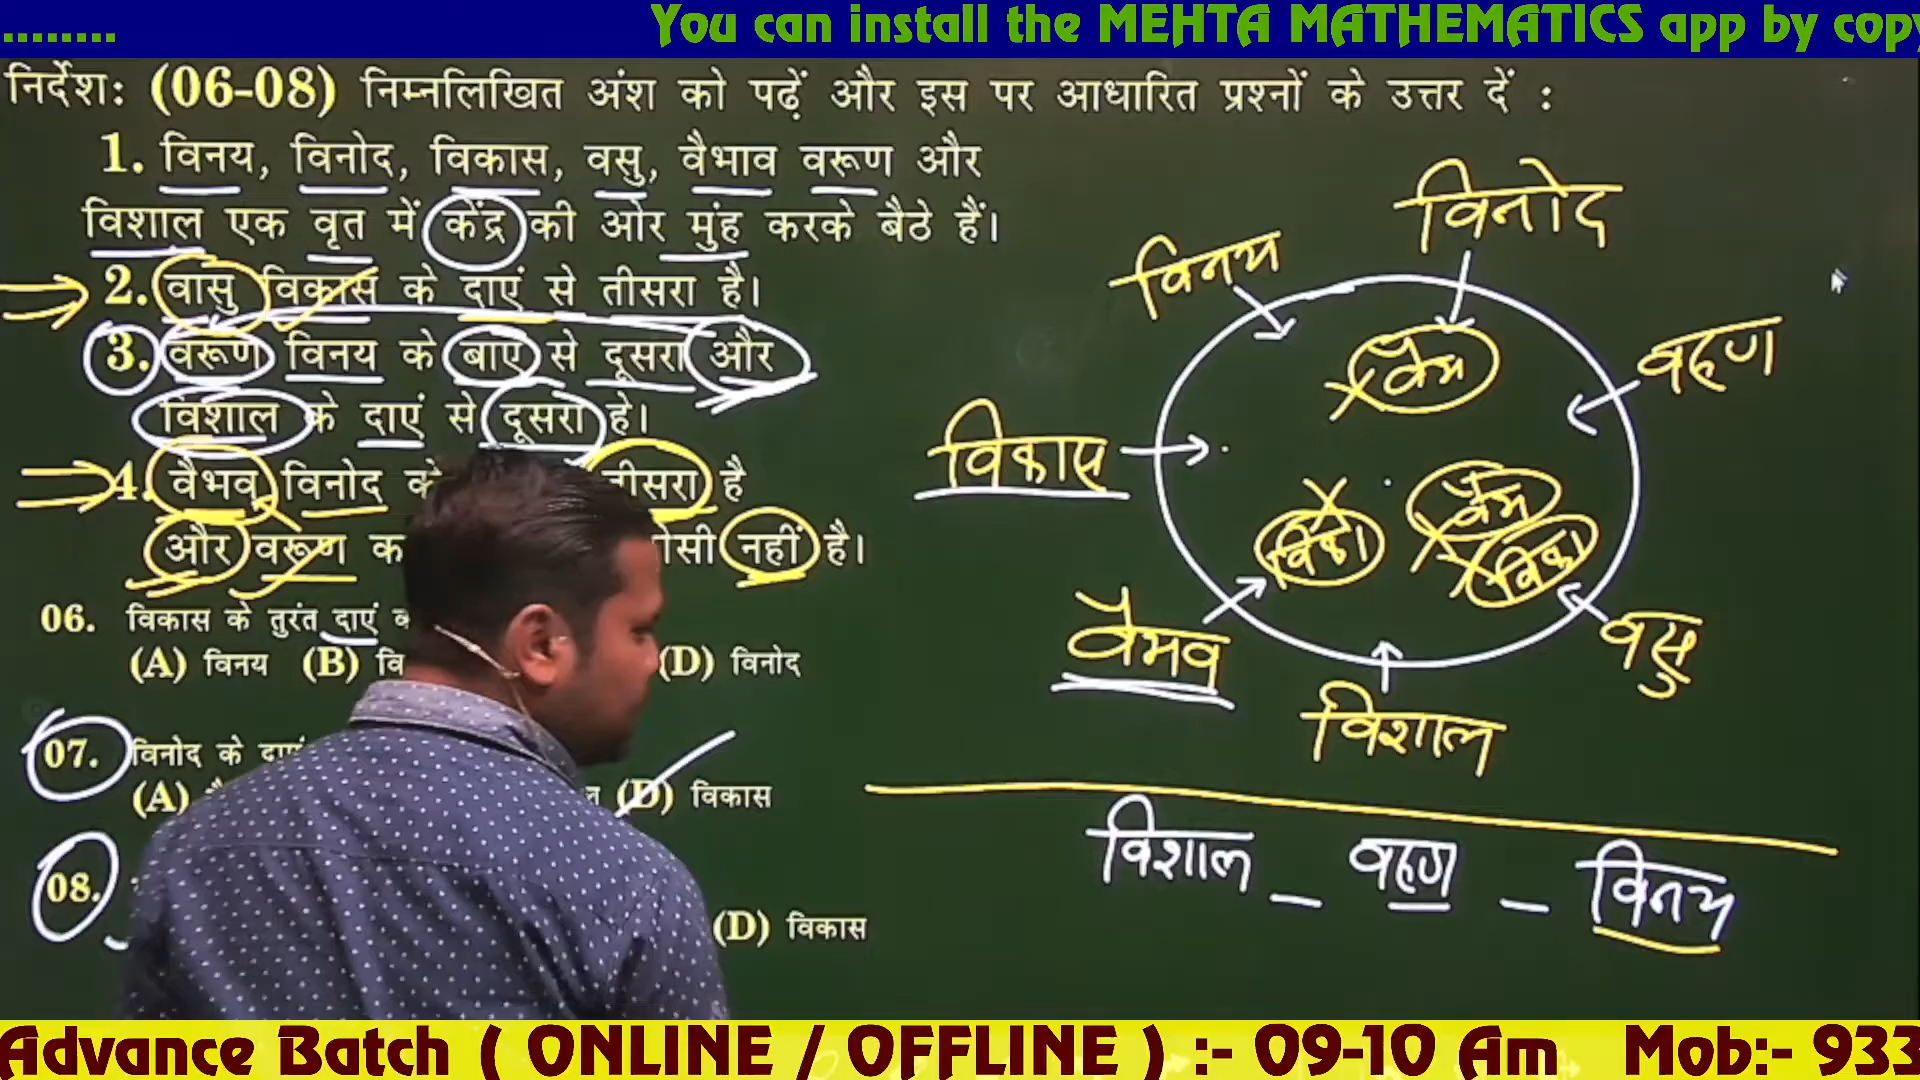 ........ You can install the MEHTA MATHEMATICS app by copy
निर्देशः (06-08) निम्नलिखित अंश को पढ़ें और इस पर आधारित प्रश्नों के उत्तर दें :
1. विनय, विनोद, विकास, वसु, वैभाव वरूण और
विशाल एक वृत में केंद्र की ओर मुंह करके बैठे हैं।
2. वासु विकास के दाएं से तीसरा है।
3. वरूण विनय के बाएं से दूसरा और
विशाल के दाएं से दूसरा हे।
4. वैभव विनोद के तीसरा है
और वरूण नहीं है।
06. विकास के तुरंत दाएं
(A) विनय (B) (D) विनोद
07. विनोद के
(A) (D) विकास
08.
(D) विकास
विनोद
विनय
वरुण
विकास
वैभव
वसु
विशाल
विशाल _ वरुण _ विनय
Advance Batch ( ONLINE / OFFLINE ) :- 09-10 Am Mob:- 933